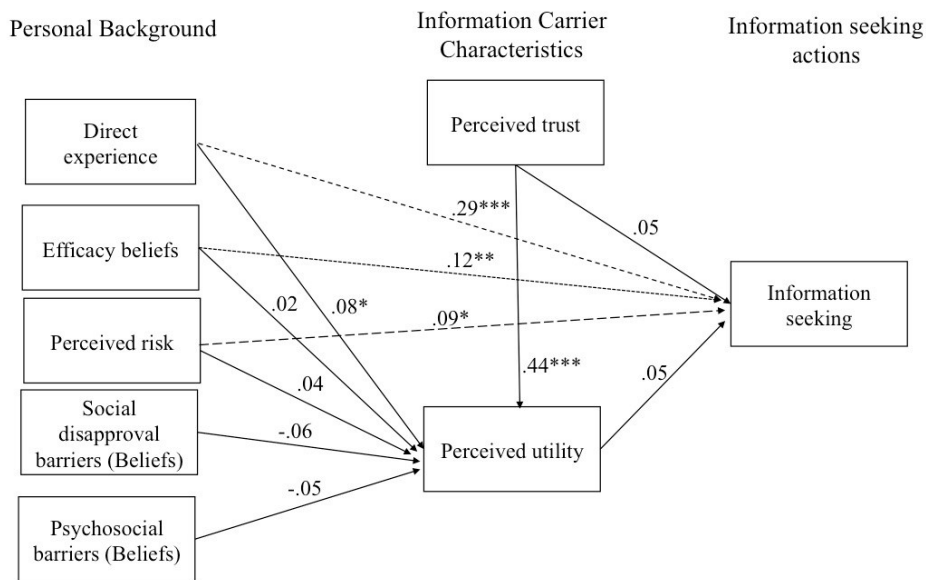 Personal Background
Information Carrier
Characteristics
Information seeking
actions
Direct
experience
Efficacy beliefs
Perceived risk
Social
disapproval
barriers (Beliefs)
Psychosocial
barriers (Beliefs)
Perceived trust
Perceived utility
Information
seeking
.29***
.05
.12**
.02
.08*
.09*
.44***
.04
.05
-.06
-.05